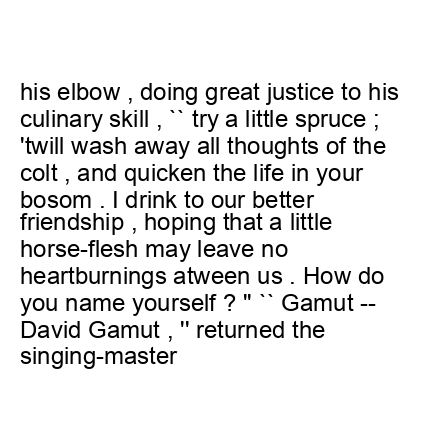 his elbow , doing great justice to his
culinary skill , `` try a little spruce ;
'twill wash away all thoughts of the
colt , and quicken the life in your
bosom . I drink to our better
friendship , hoping that a little
horse-flesh may leave no
heartburnings atween us . How do
you name yourself ? " `` Gamut --
David Gamut , '' returned the
singing-master